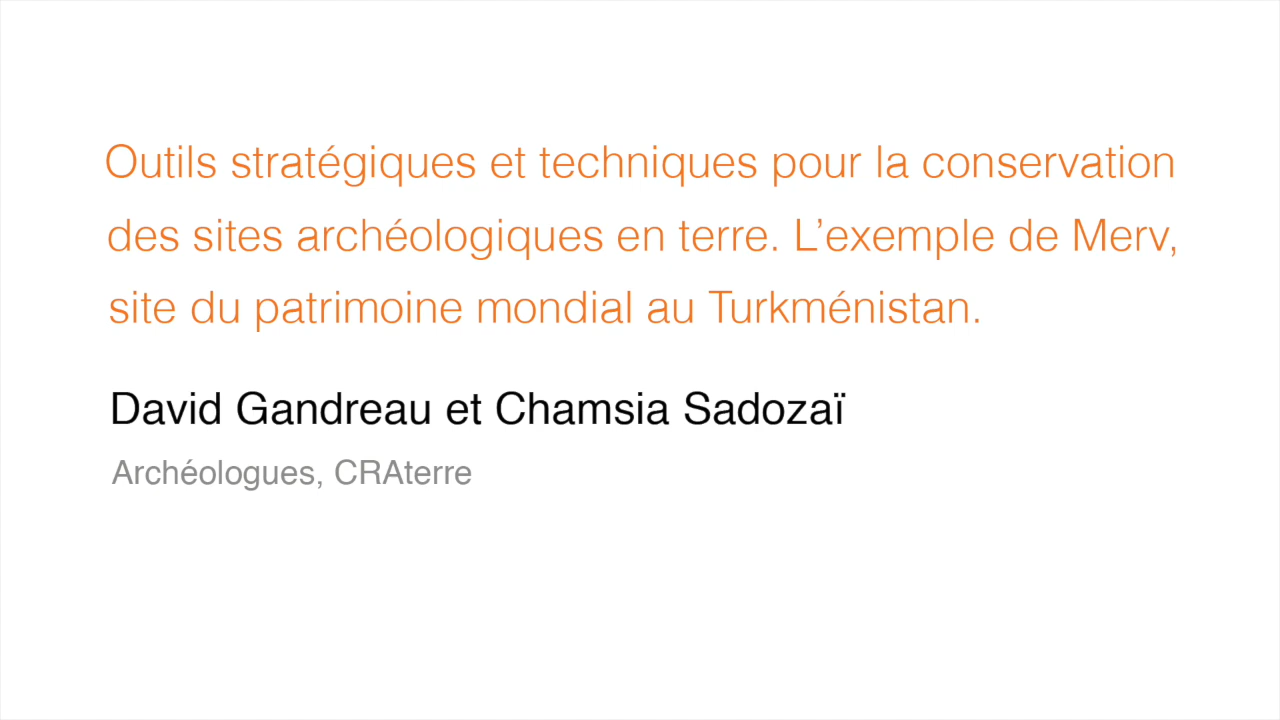 Outils stratégiques et techniques pour la conservation
des sites archéologiques en terre. L’exemple de Merv,
site du patrimoine mondial au Turkménistan.
David Gandreau et Chamsia Sadozaï
Archéologues, CRAterre